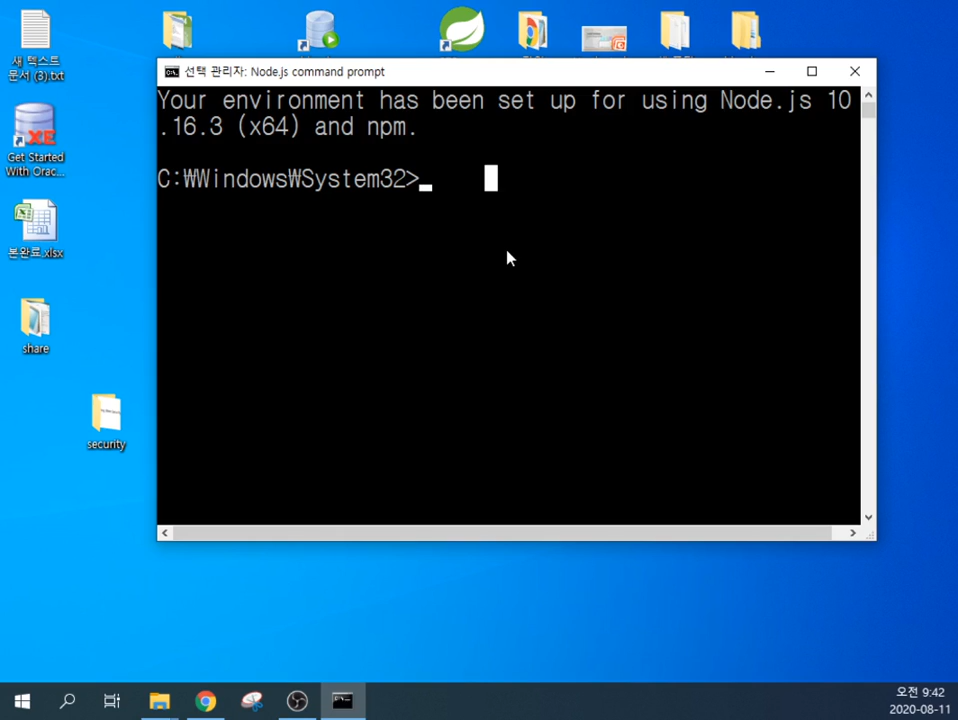 새 텍스트
문서 (3).txt
Get Started
With Orac...
본완료.xlsx
share
security
선택 관리자: Node.js command prompt
Your environment has been set up for using Node.js 10
.16.3 (x64) and npm.
C:₩Windows₩System32>
오전 9:42
2020-08-11